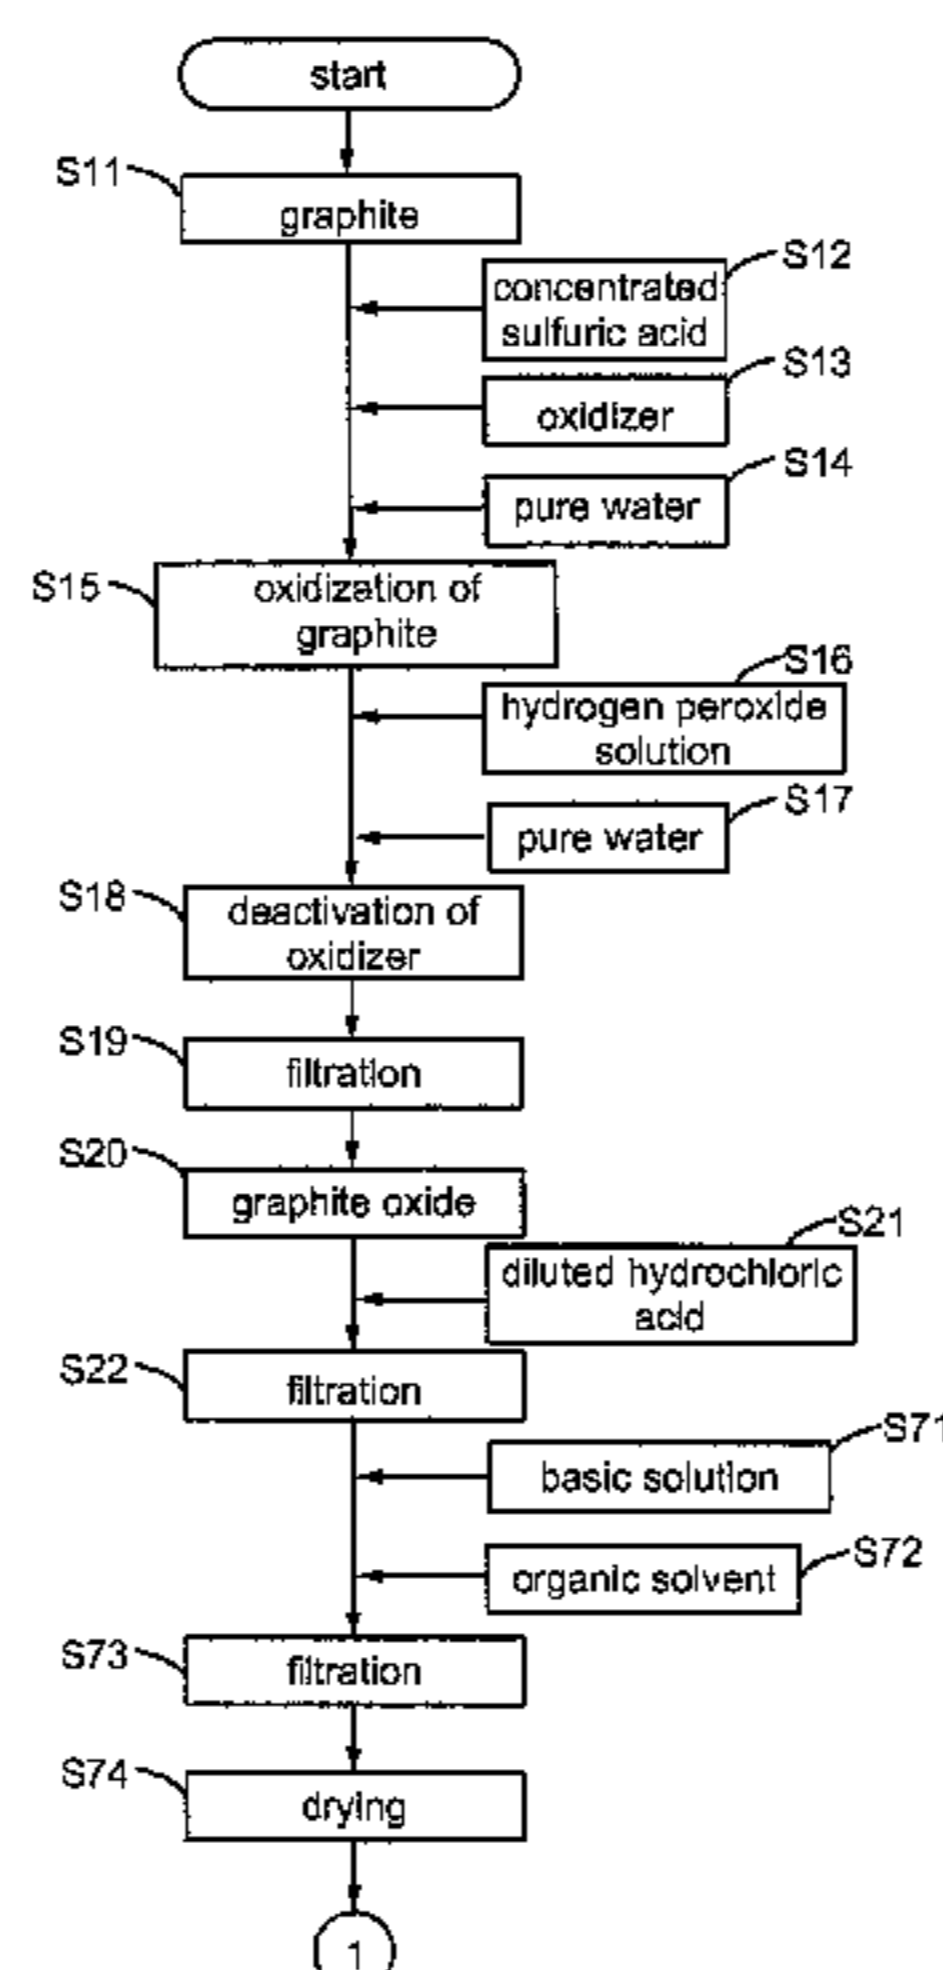 start
S11
graphite
S12
concentrated
sulfuric acid
S13
oxidizer
S14
pure water
S15
oxidization of
graphite
S16
hydrogen peroxide
solution
S17
pure water
S18
deactivation of
oxidizer
S19
filtration
S20
graphite oxide
S21
diluted hydrochloric
acid
S22
filtration
S71
basic solution
S72
organic solvent
S73
filtration
S74
drying
1